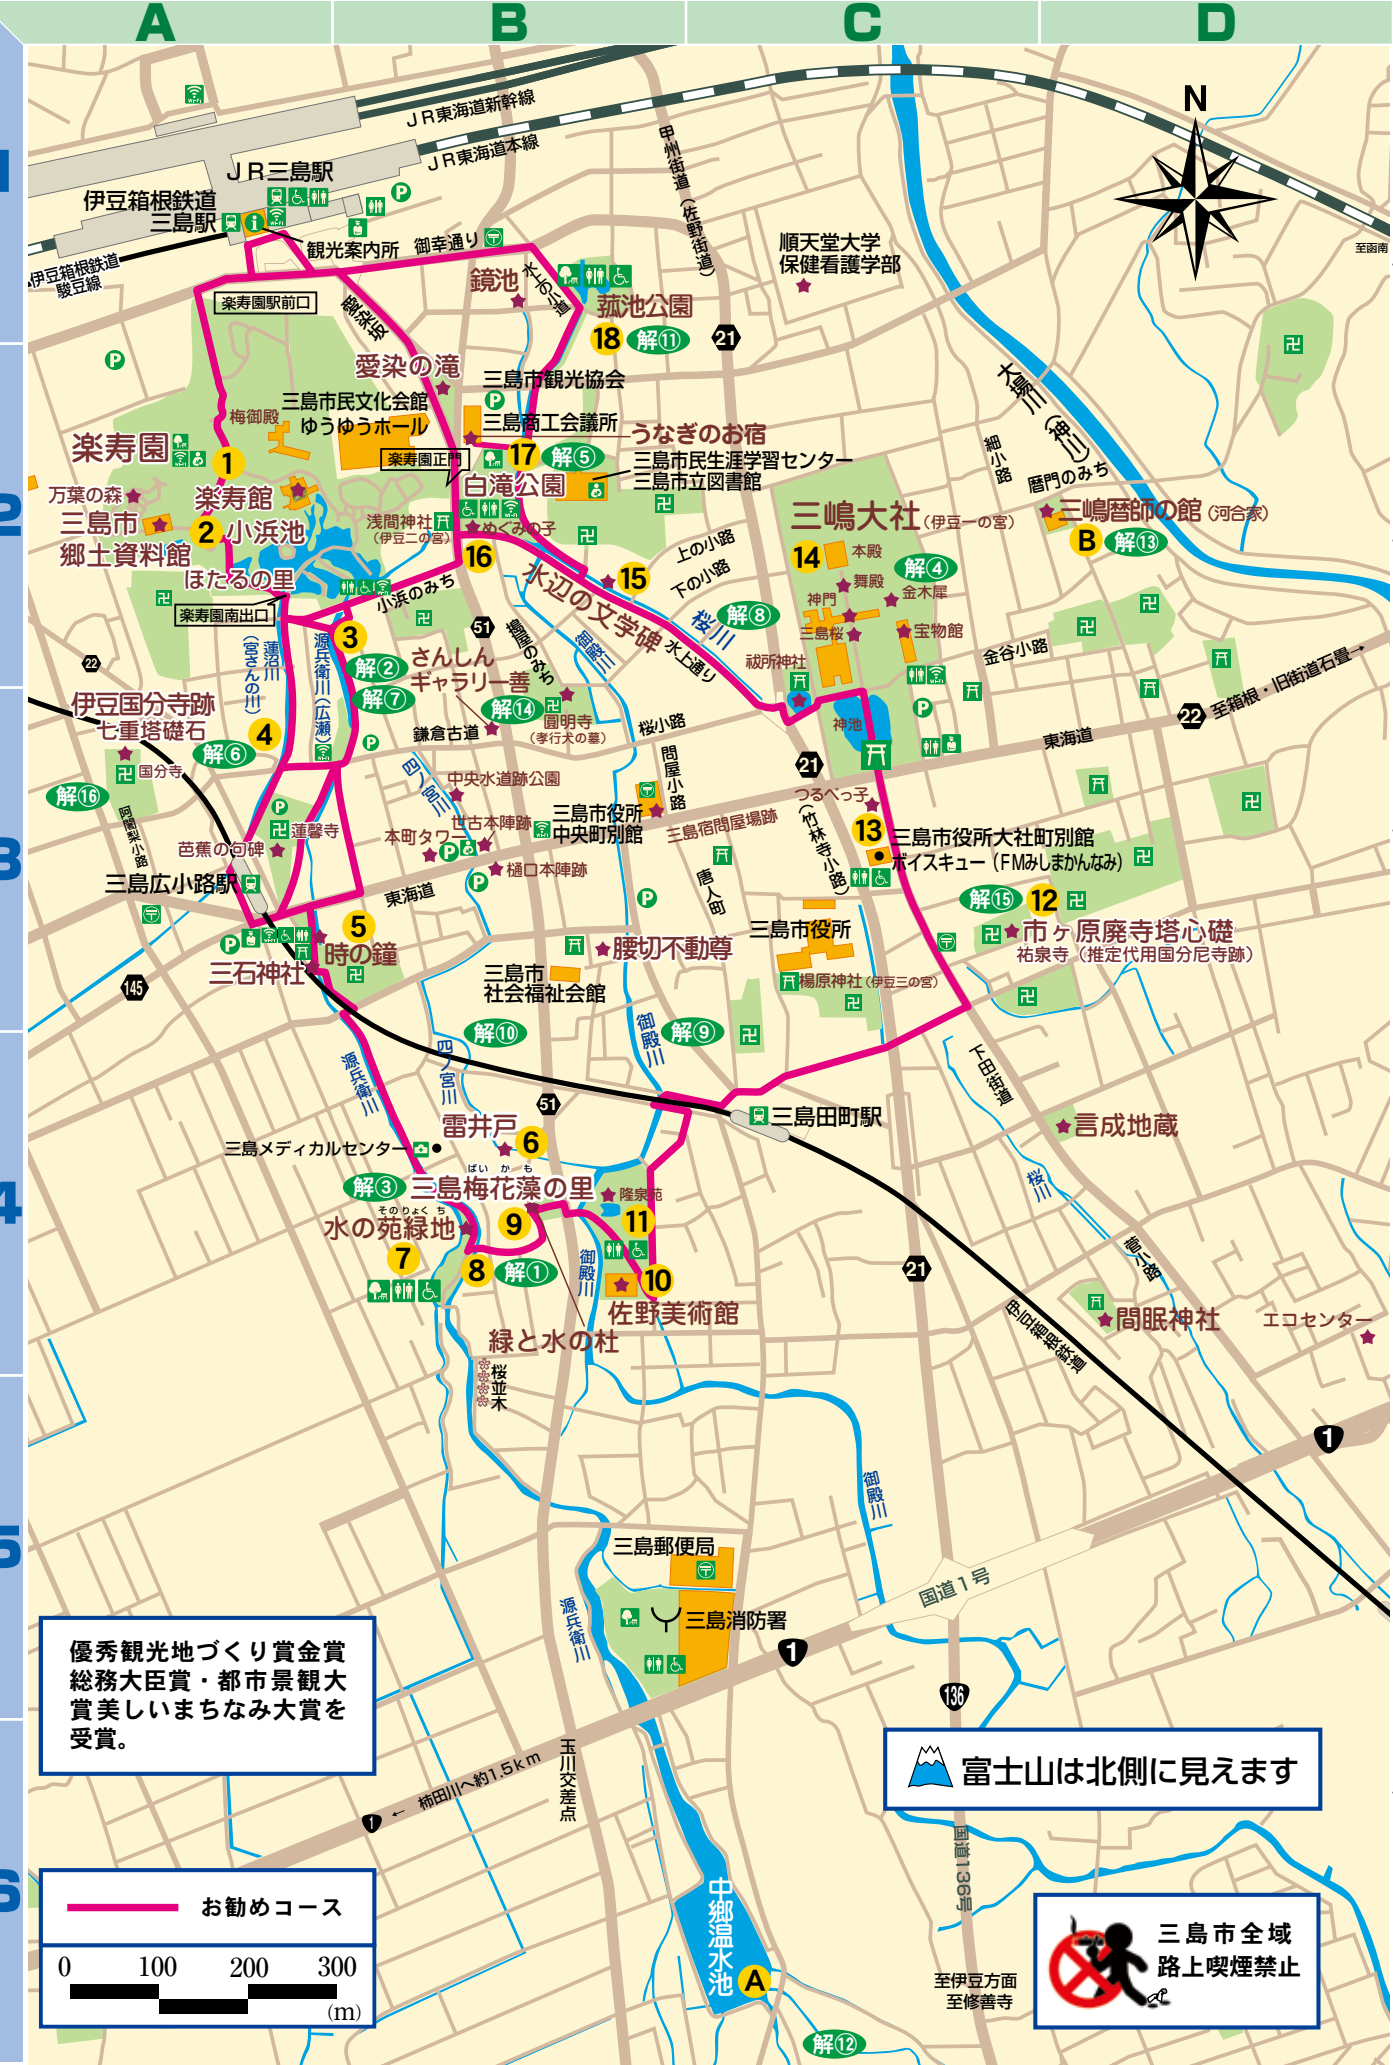 A
B
C
D
1
2
3
4
5
6
N
JR東海道新幹線
JR東海道本線
JR三島駅
伊豆箱根鉄道
三島駅
観光案内所
伊豆箱根鉄道
駿豆線
御幸通り
甲州街道(佐野街道)
順天堂大学
保健看護学部
至函南
楽寿園駅前口
愛染坂
鏡池
水上の小道
菰池公園
18
解⑪
21
愛染の滝
三島市観光協会
三島市民文化会館
ゆうゆうホール
三島商工会議所
うなぎのお宿
梅御殿
楽寿園
1
楽寿園正門
17
解⑤
三島市民生涯学習センター
三島市立図書館
白滝公園
大場川(神川)
細小路
暦門のみち
万葉の森
三島市
郷土資料館
楽寿館
2
小浜池
浅間神社
(伊豆二の宮)
めぐみの子
16
三嶋大社(伊豆一の宮)
三嶋暦師の館(河合家)
B
解⑬
14
本殿
解④
舞殿
金木犀
神門
三島桜
宝物館
上の小路
下の小路
ほたるの里
楽寿園南出口
小浜のみち
水辺の文学碑
15
桜川
解⑧
水上通り
祓所神社
神池
金谷小路
至箱根・旧街道石畳→
22
22
3
51
蓮沼川
(宮さんの川)
源兵衛川(広瀬)
解②
解⑦
さんしん
ギャラリー善
解⑭
鎌倉古道
圓明寺
(孝行犬の墓)
御殿川
桜小路
問屋小路
伊豆国分寺跡
七重塔礎石
4
解⑥
国分寺
解⑯
阿闍梨小路
東海道
21
四ノ宮川
中央水道跡公園
世古本陣跡
本町タワー
樋口本陣跡
三島市役所
中央町別館
三島宿問屋場跡
つるべっ子
13
(竹林寺小路)
三島市役所大社町別館
ボイスキュー(FMみしまかんなみ)
蓮馨寺
芭蕉の句碑
三島広小路駅
東海道
唐人町
解⑮
12
市ヶ原廃寺塔心礎
祐泉寺(推定代用国分尼寺跡)
5
時の鐘
三石神社
145
三島市
社会福祉会館
腰切不動尊
三島市役所
楊原神社(伊豆三の宮)
解⑩
御殿川
解⑨
四ノ宮川
源兵衛川
51
下田街道
三島田町駅
言成地蔵
雷井戸
6
三島メディカルセンター
解③
ばいかも
三島梅花藻の里
隆泉苑
11
そのりょくち
水の苑緑地
7
9
8
解①
10
佐野美術館
御殿川
緑と水の杜
桜並木
桜川
菅小路
21
伊豆箱根鉄道
間眠神社
エコセンター
1
御殿川
国道1号
三島郵便局
三島消防署
源兵衛川
1
136
優秀観光地づくり賞金賞
総務大臣賞・都市景観大
賞美しいまちなみ大賞を
受賞。
1
← 柿田川へ約1.5km
玉川交差点
富士山は北側に見えます
国道136号
お勧めコース
0 100 200 300
(m)
中郷温水池
A
解⑫
至伊豆方面
至修善寺
三島市全域
路上喫煙禁止